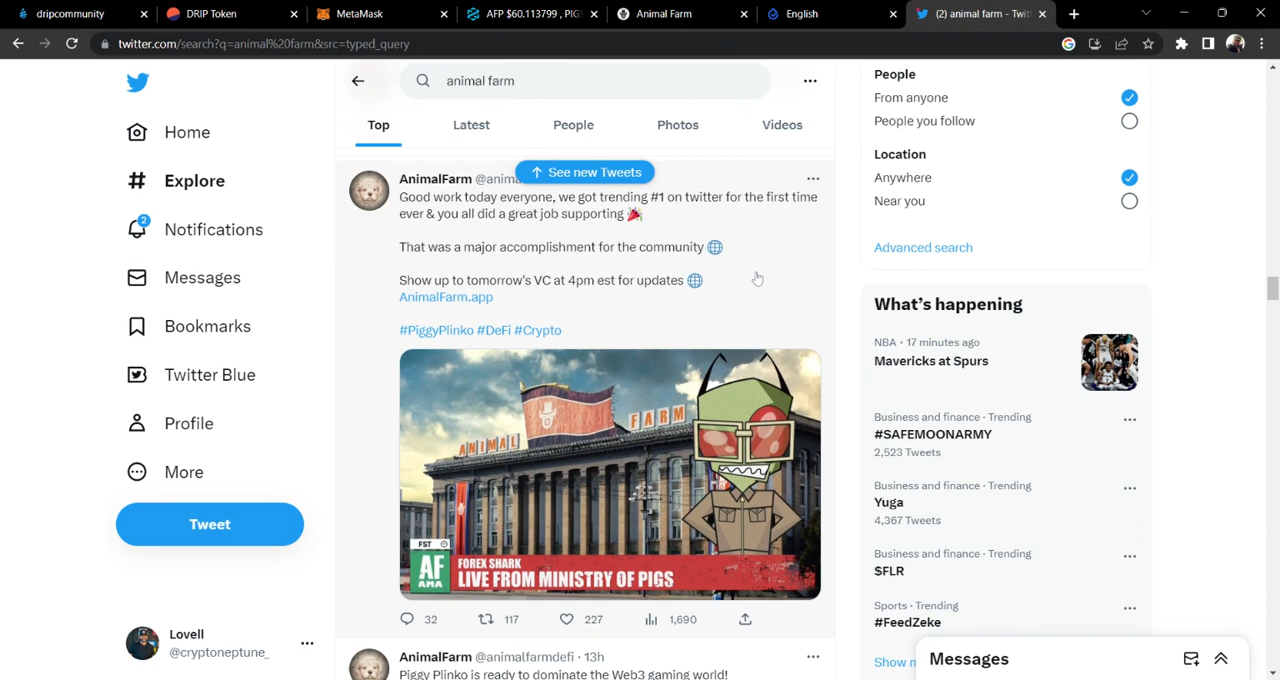 dripcommunity
DRIP Token
MetaMask
AFP $60.113799 , PIGS
Animal Farm
English
(2) animal farm - Twit
twitter.com/search?q=animal%20farm&src=typed_query
animal farm
Top
Latest
People
Photos
Videos
Home
Explore
2
Notifications
Messages
Bookmarks
Twitter Blue
Profile
More
Tweet
Lovell
@cryptoneptune_
See new Tweets
AnimalFarm @anima
Good work today everyone, we got trending #1 on twitter for the first time
ever & you all did a great job supporting 🎉
That was a major accomplishment for the community 🌐
Show up to tomorrow's VC at 4pm est for updates 🌐
AnimalFarm.app
#PiggyPlinko #DeFi #Crypto
ANIMAL FARM
FST
AF
AMA
FOREX SHARK
LIVE FROM MINISTRY OF PIGS
32
117
227
1,690
AnimalFarm @animalfarmdefi · 13h
Piggy Plinko is ready to dominate the Web3 gaming world!
People
From anyone
People you follow
Location
Anywhere
Near you
Advanced search
What's happening
NBA · 17 minutes ago
Mavericks at Spurs
Business and finance · Trending
#SAFEMOONARMY
2,523 Tweets
Business and finance · Trending
Yuga
4,367 Tweets
Business and finance · Trending
$FLR
Sports · Trending
#FeedZeke
Show m
Messages